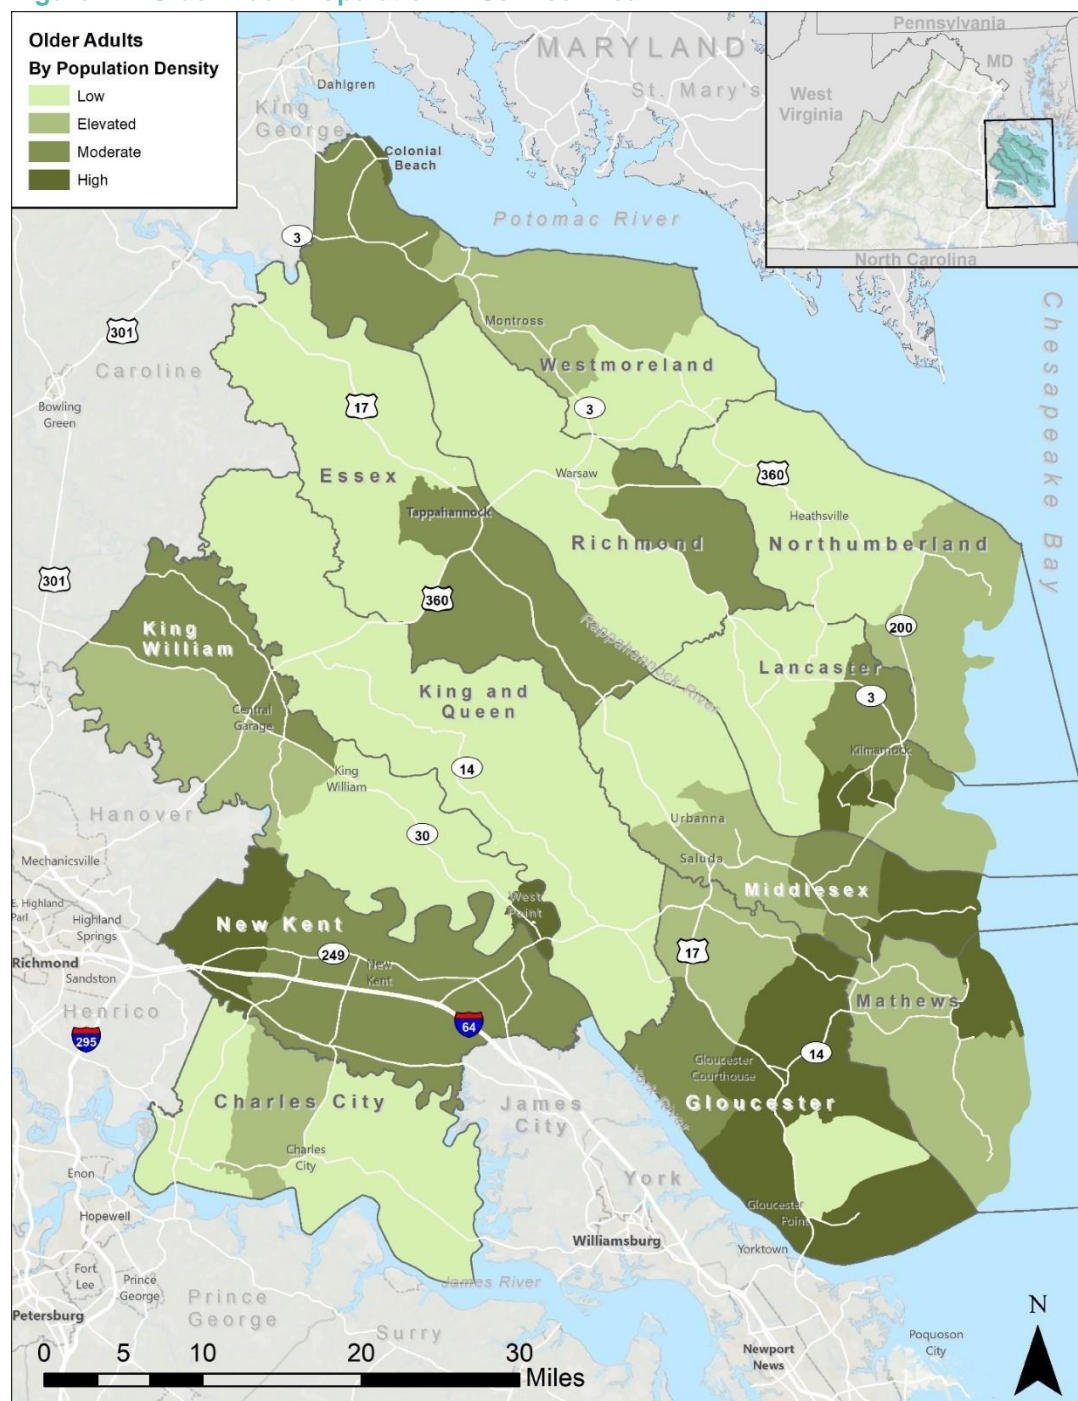 Older Adults
By Population Density
Low
Elevated
Moderate
High
Pennsylvania
MD
West
Virginia
North Carolina
MARYLAND
St. Mary's
Dahlgren
King
George
Colonial
Beach
Potomac River
3
301
Caroline
Bowling
Green
17
Montross
Westmoreland
3
Chesapeake Bay
Essex
Warsaw
360
Tappahannock
Heathsville
Richmond
Northumberland
301
360
King
William
Rappahannock River
200
Lancaster
King and
Queen
3
Central
Garage
Kilmarnock
14
King
William
Hanover
30
Urbanna
Saluda
Mechanicsville
E. Highland
Park
Highland
Springs
Richmond
Sandston
New Kent
West
Point
Middlesex
249
New
Kent
17
Mathews
Henrico
295
64
14
Gloucester
Courthouse
York River
Gloucester
Charles City
James
City
Charles
City
York
Enon
Hopewell
Gloucester
Point
Williamsburg
Yorktown
Fort
Lee
Prince
George
James River
Petersburg
Prince
George
Surry
N
Poquoson
City
Newport
News
0 5 10 20 30
Miles